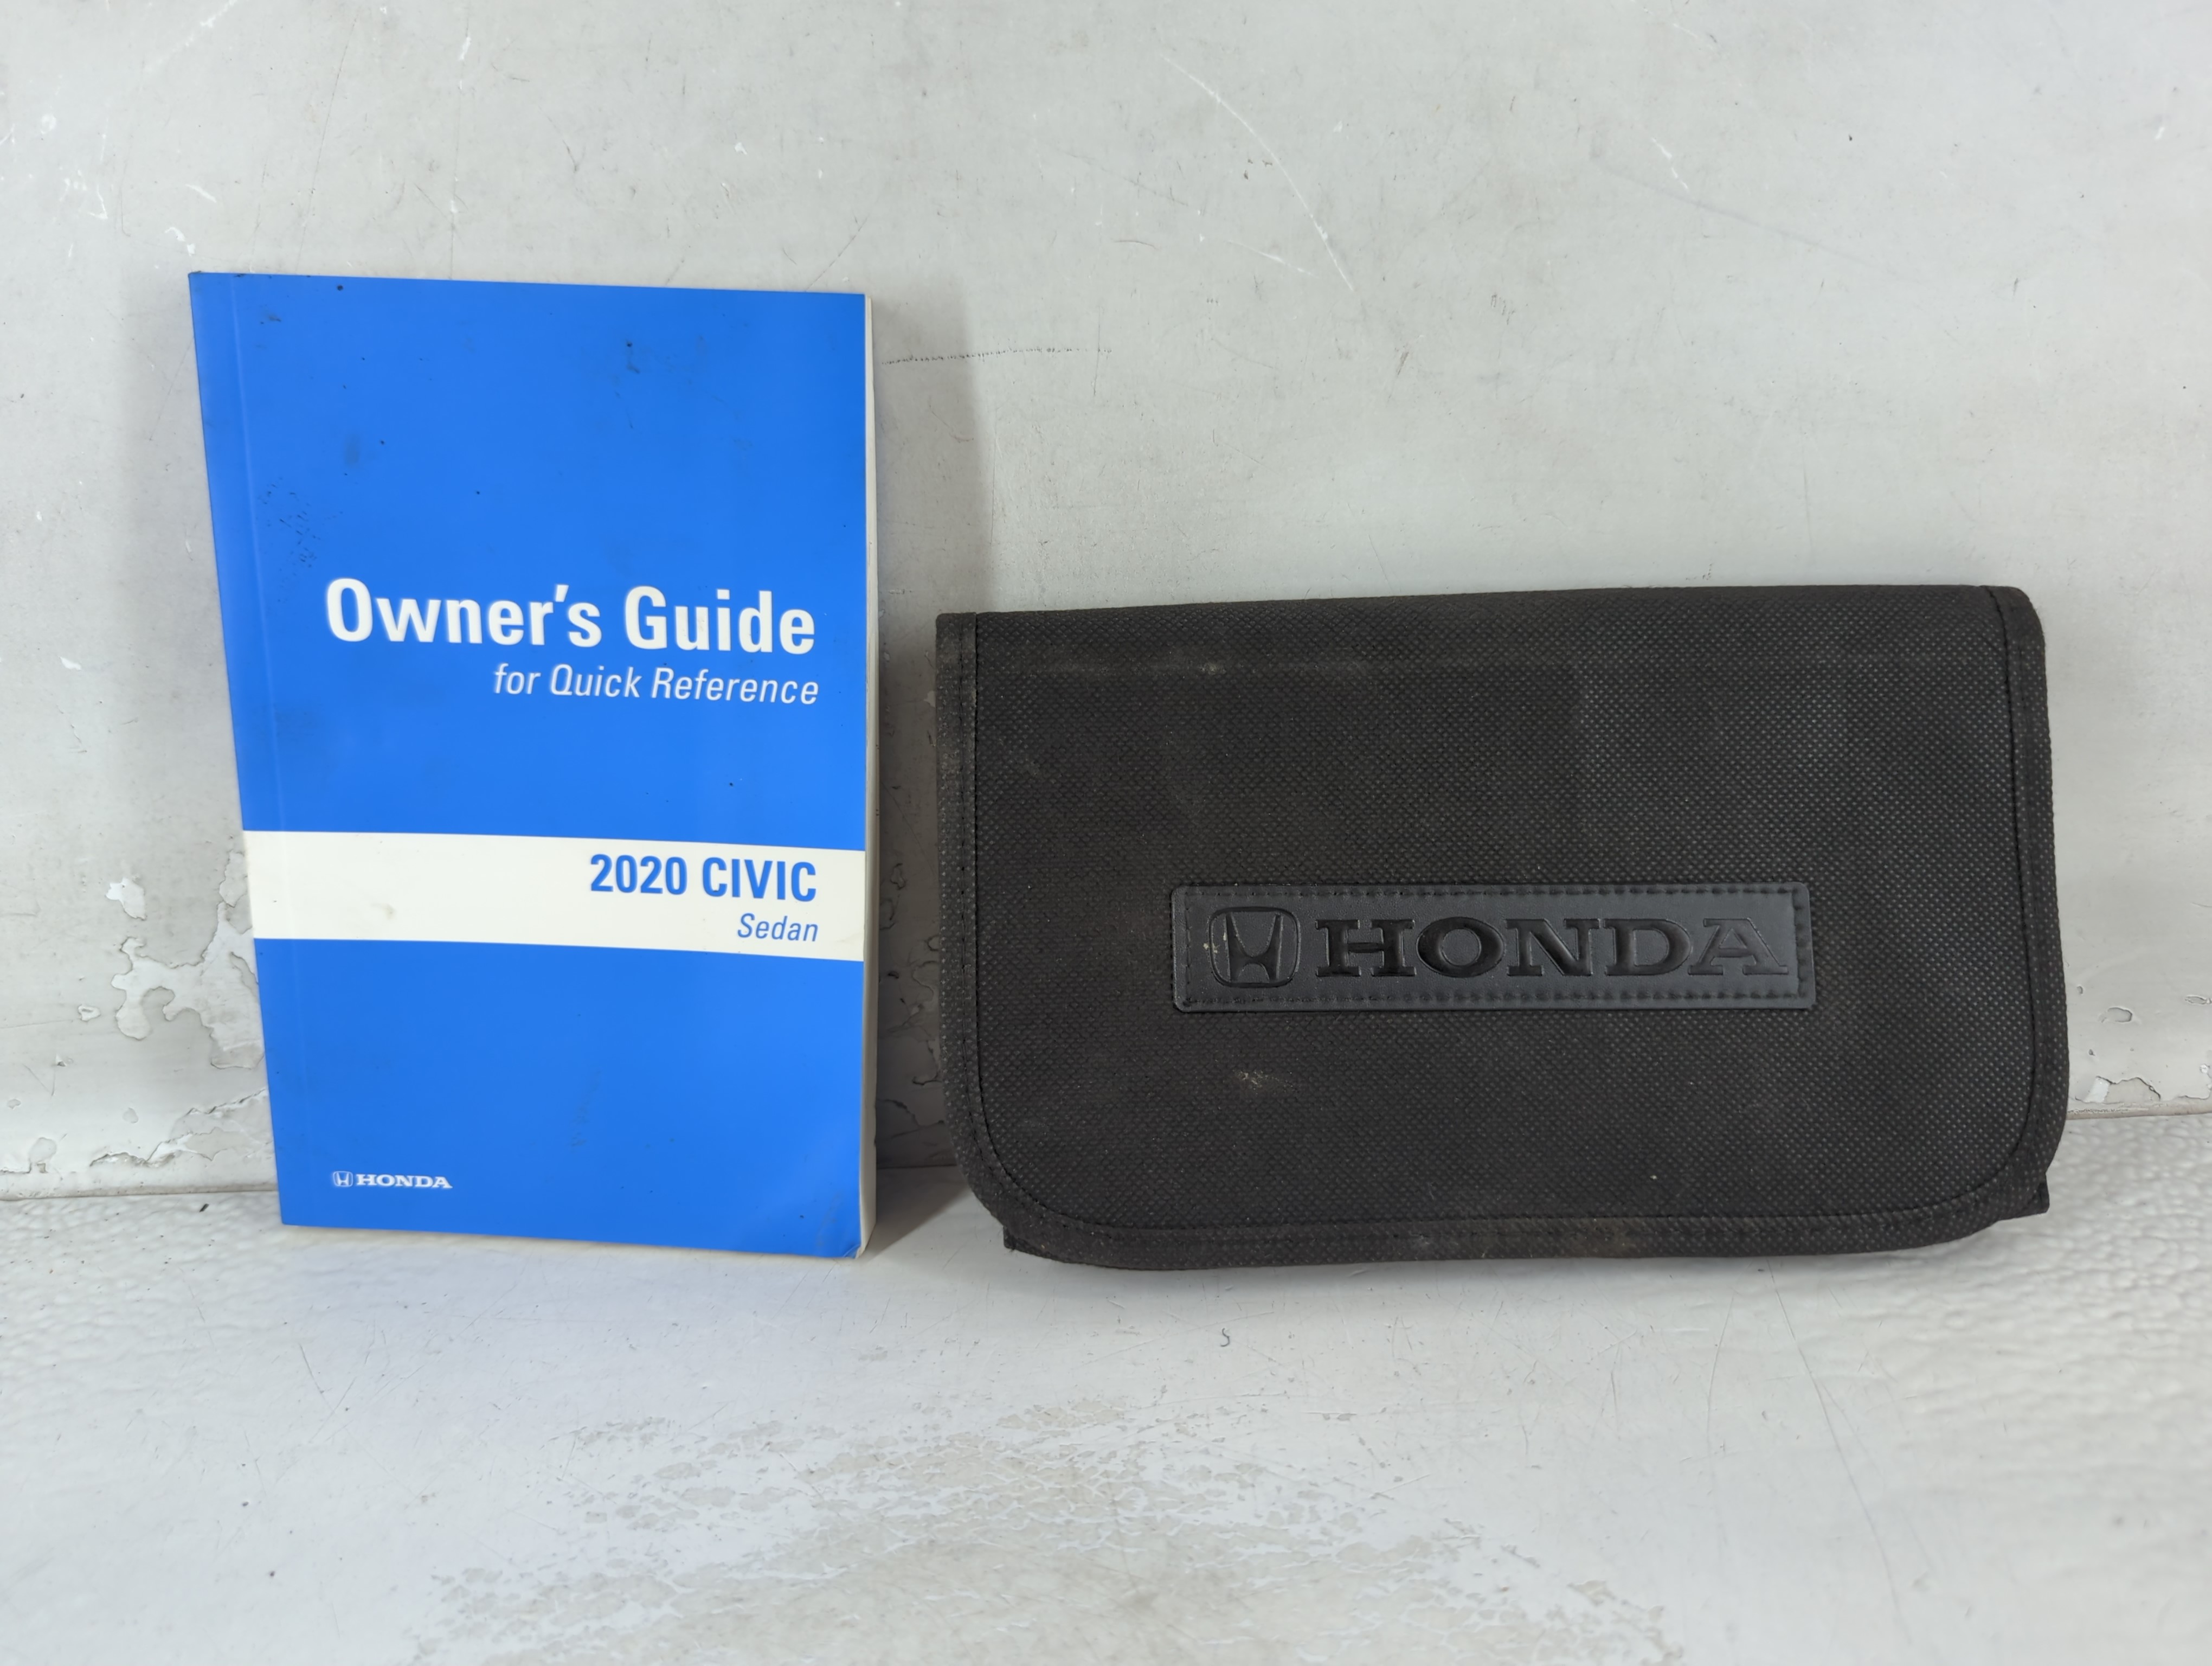 Owner's Guide
for Quick Reference
2020 CIVIC
Sedan
HONDA
HONDA